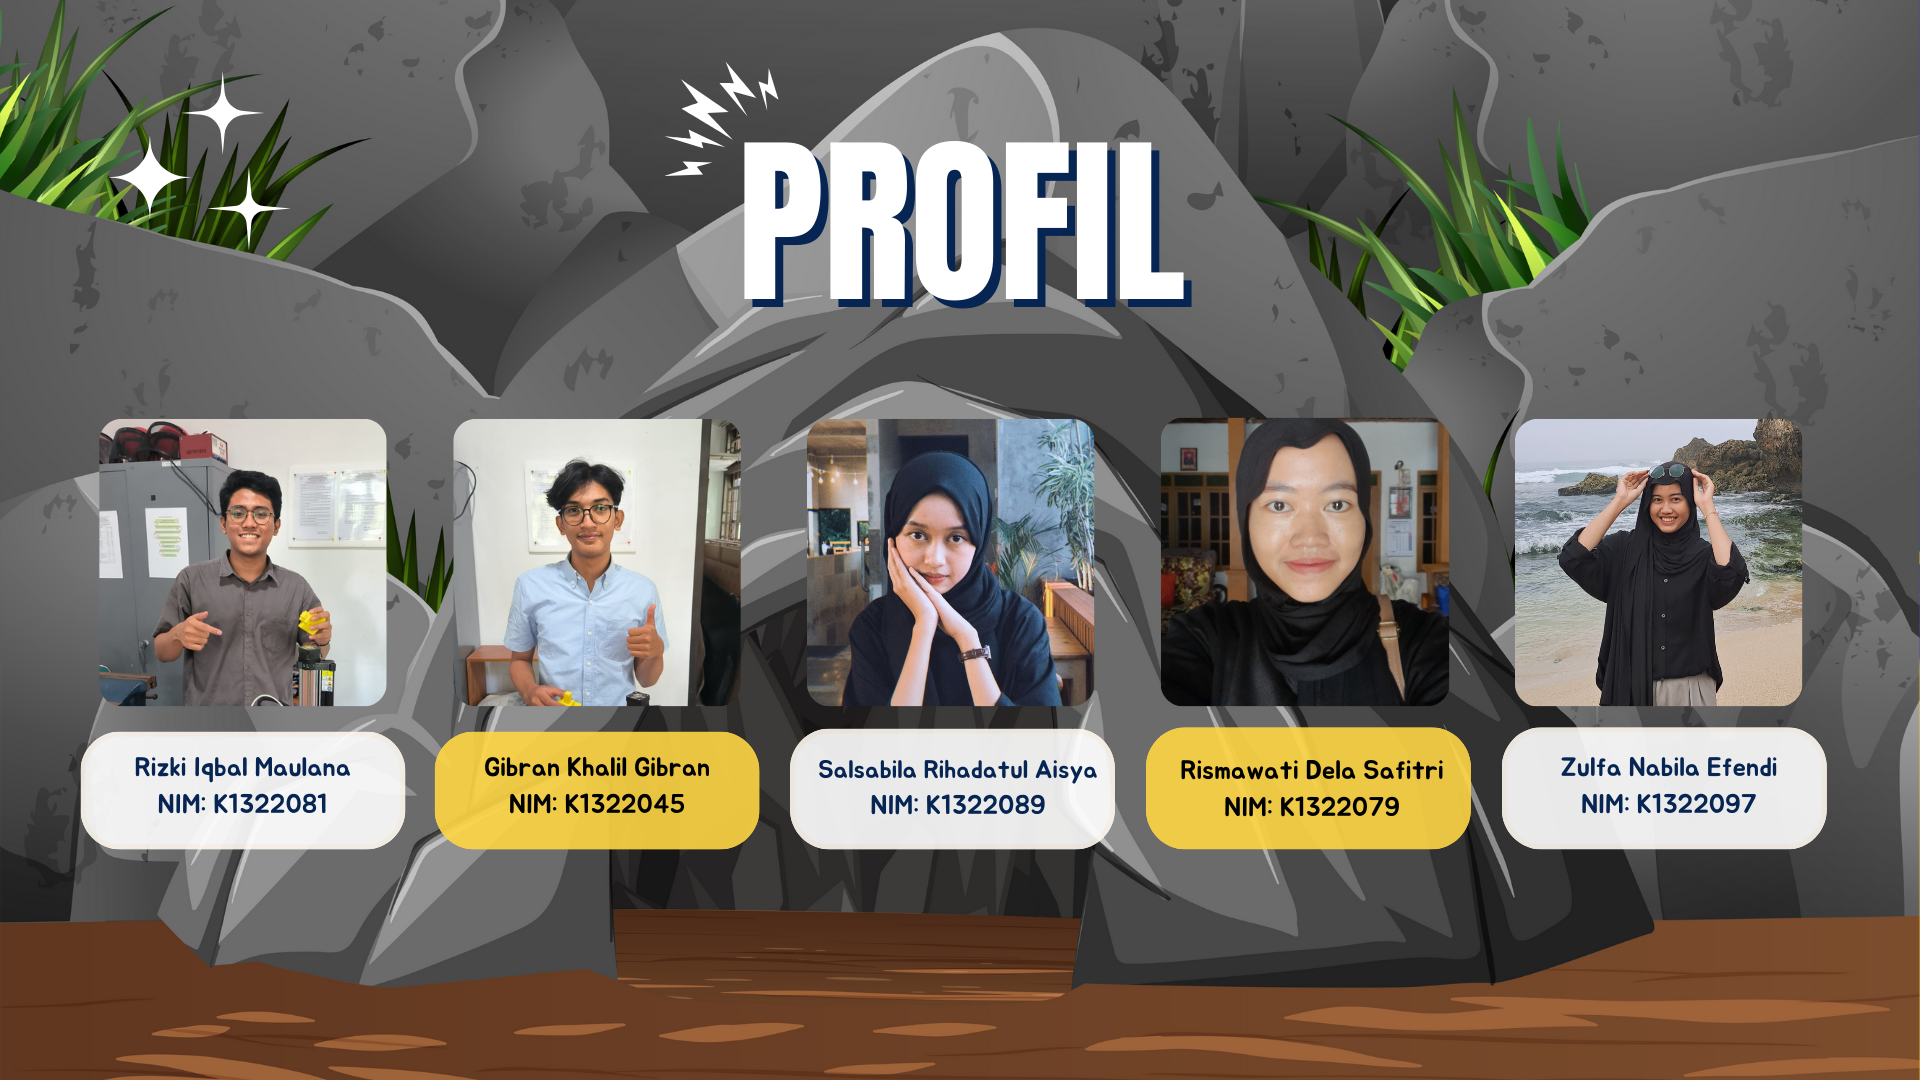 PROFIL
Rizki Iqbal Maulana
NIM: K1322081
Gibran Khalil Gibran
NIM: K1322045
Salsabila Rihadatul Aisya
NIM: K1322089
Rismawati Dela Safitri
NIM: K1322079
Zulfa Nabila Efendi
NIM: K1322097